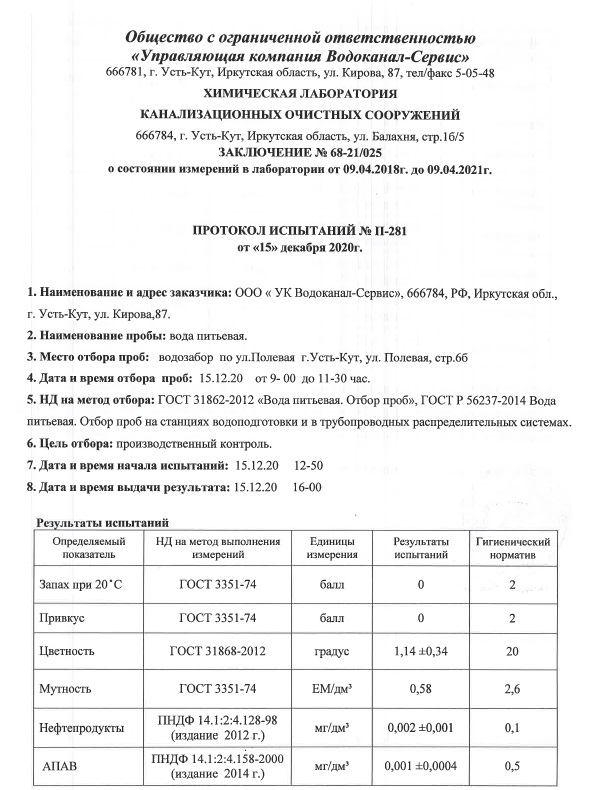 Общество с ограниченной ответственностью
«Управляющая компания Водоканал-Сервис»
666781, г. Усть-Кут, Иркутская область, ул. Кирова, 87, тел/факс 5-05-48
ХИМИЧЕСКАЯ ЛАБОРАТОРИЯ
КАНАЛИЗАЦИОННЫХ ОЧИСТНЫХ СООРУЖЕНИЙ
666784, г. Усть-Кут, Иркутская область, ул. Балахня, стр.1б/5
ЗАКЛЮЧЕНИЕ № 68-21/025
о состоянии измерений в лаборатории от 09.04.2018г. до 09.04.2021г.
ПРОТОКОЛ ИСПЫТАНИЙ № П-281
от «15» декабря 2020г.
1. Наименование и адрес заказчика: ООО « УК Водоканал-Сервис», 666784, РФ, Иркутская обл.,
г. Усть-Кут, ул. Кирова,87.
2. Наименование пробы: вода питьевая.
3. Место отбора проб: водозабор по ул.Полевая г.Усть-Кут, ул. Полевая, стр.6б
4. Дата и время отбора проб: 15.12.20 от 9- 00 до 11-30 час.
5. НД на метод отбора: ГОСТ 31862-2012 «Вода питьевая. Отбор проб», ГОСТ Р 56237-2014 Вода
питьевая. Отбор проб на станциях водоподготовки и в трубопроводных распределительных системах.
6. Цель отбора: производственный контроль.
7. Дата и время начала испытаний: 15.12.20 12-50
8. Дата и время выдачи результата: 15.12.20 16-00
Результаты испытаний
Определяемый показатель НД на метод выполнения измерений Единицы измерения Результаты испытаний Гигиенический норматив
Запах при 20˚С ГОСТ 3351-74 балл 0 2
Привкус ГОСТ 3351-74 балл 0 2
Цветность ГОСТ 31868-2012 градус 1,14 ±0,34 20
Мутность ГОСТ 3351-74 ЕМ/дм³ 0,58 2,6
Нефтепродукты ПНДФ 14.1:2:4.128-98 (издание 2012 г.) мг/дм³ 0,002 ±0,001 0,1
АПАВ ПНДФ 14.1:2:4.158-2000 (издание 2014 г.) мг/дм³ 0,001 ±0,0004 0,5